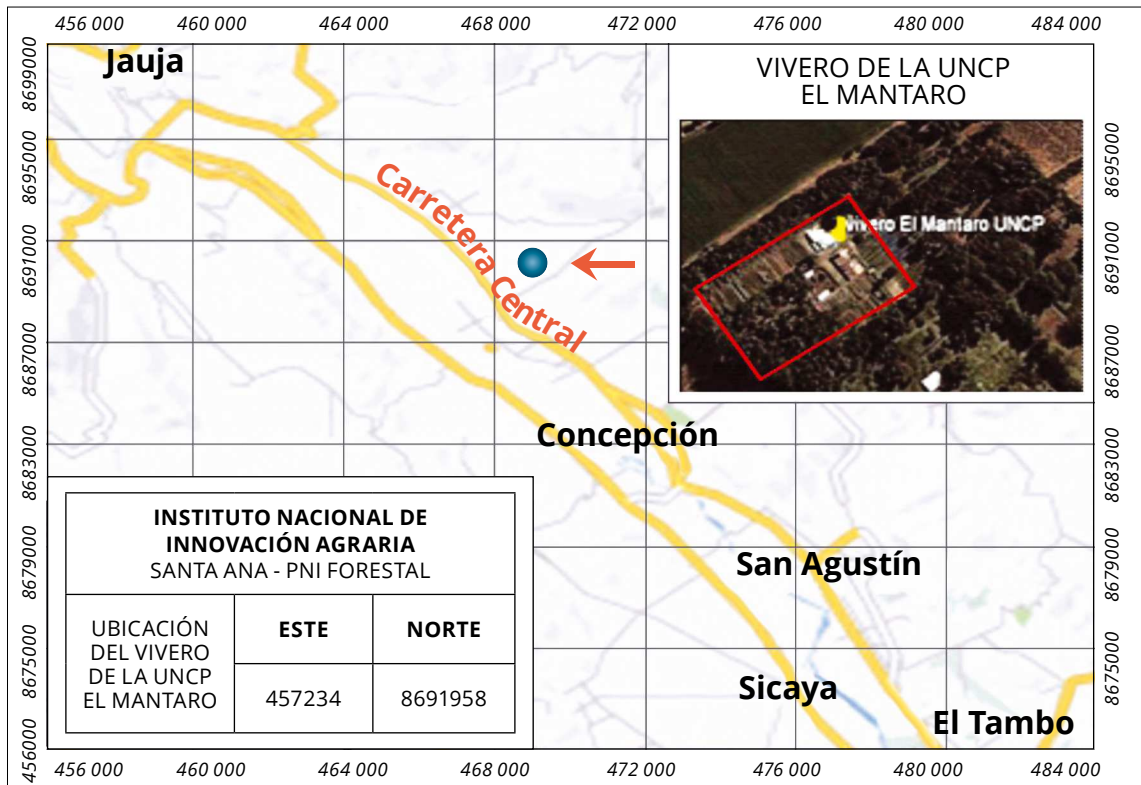 456 000 460 000 464 000 468 000 472 000 476 000 480 000 484 000
8699000
8695000
8691000
8687000
8683000
8679000
8675000
456000
Jauja
Carretera Central
Concepción
San Agustín
Sicaya
El Tambo
VIVERO DE LA UNCP
EL MANTARO
Vivero El Mantaro UNCP
8695000
8691000
8687000
8683000
8679000
8675000
INSTITUTO NACIONAL DE
INNOVACIÓN AGRARIA
SANTA ANA - PNI FORESTAL
UBICACIÓN
DEL VIVERO
DE LA UNCP
EL MANTARO
ESTE
NORTE
457234
8691958
456 000 460 000 464 000 468 000 472 000 476 000 480 000 484 000